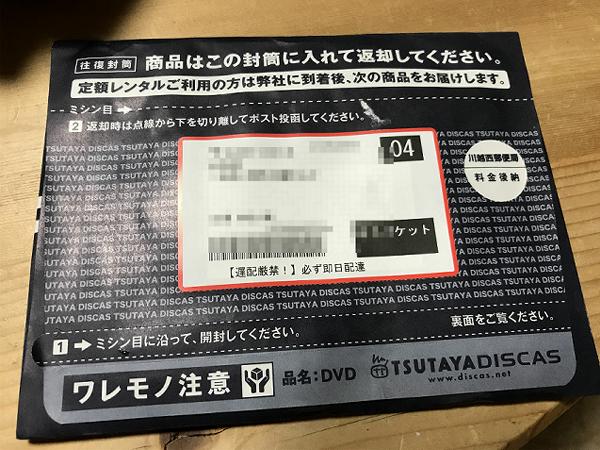 往復封筒 商品はこの封筒に入れて返却してください。
定額レンタルご利用の方は弊社に到着後、次の商品をお届けします。
ミシン目
2 返却時は点線から下を切り離してポスト投函してください。
TSUTAYA DISCAS TSUTAYA DISCAS
04
川越西郵便局
料金後納
ケット
【遅配厳禁!】必ず即日配達
1 ミシン目に沿って、開封してください。
裏面をご覧ください。
ワレモノ注意
品名:DVD
TSUTAYA DISCAS
www.discas.net